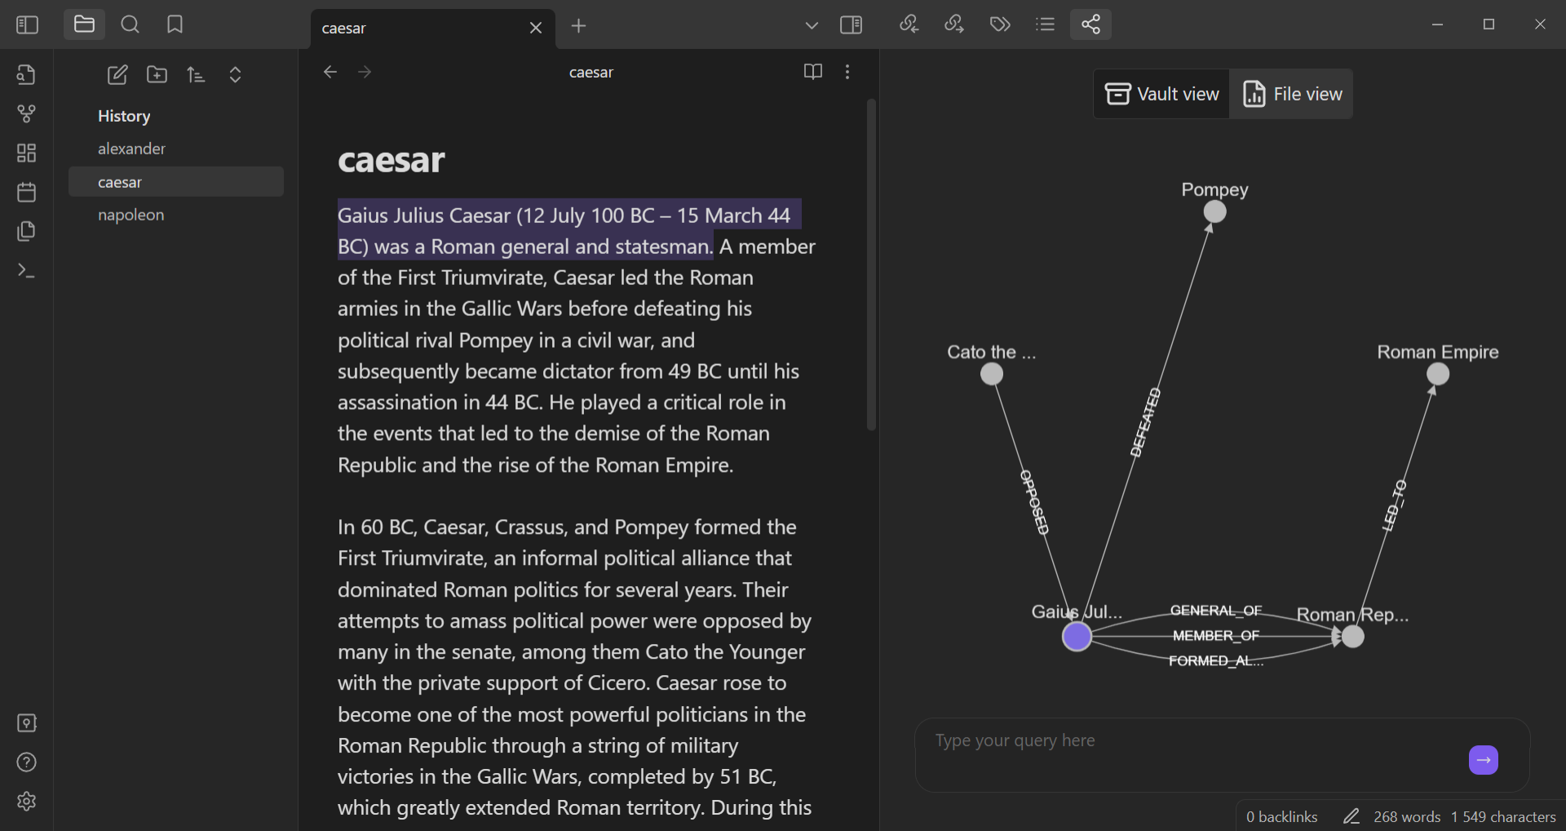 caesar
History
alexander
caesar
napoleon
caesar
caesar
Gaius Julius Caesar (12 July 100 BC – 15 March 44
BC) was a Roman general and statesman. A member
of the First Triumvirate, Caesar led the Roman
armies in the Gallic Wars before defeating his
political rival Pompey in a civil war, and
subsequently became dictator from 49 BC until his
assassination in 44 BC. He played a critical role in
the events that led to the demise of the Roman
Republic and the rise of the Roman Empire.
In 60 BC, Caesar, Crassus, and Pompey formed the
First Triumvirate, an informal political alliance that
dominated Roman politics for several years. Their
attempts to amass political power were opposed by
many in the senate, among them Cato the Younger
with the private support of Cicero. Caesar rose to
become one of the most powerful politicians in the
Roman Republic through a string of military
victories in the Gallic Wars, completed by 51 BC,
which greatly extended Roman territory. During this
Vault view
File view
Pompey
Cato the ...
Roman Empire
DEFEATED
OPPOSED
LED_TO
Gaius Jul...
GENERAL_OF
Roman Rep...
MEMBER_OF
FORMED_AL...
Type your query here
0 backlinks
268 words 1 549 characters